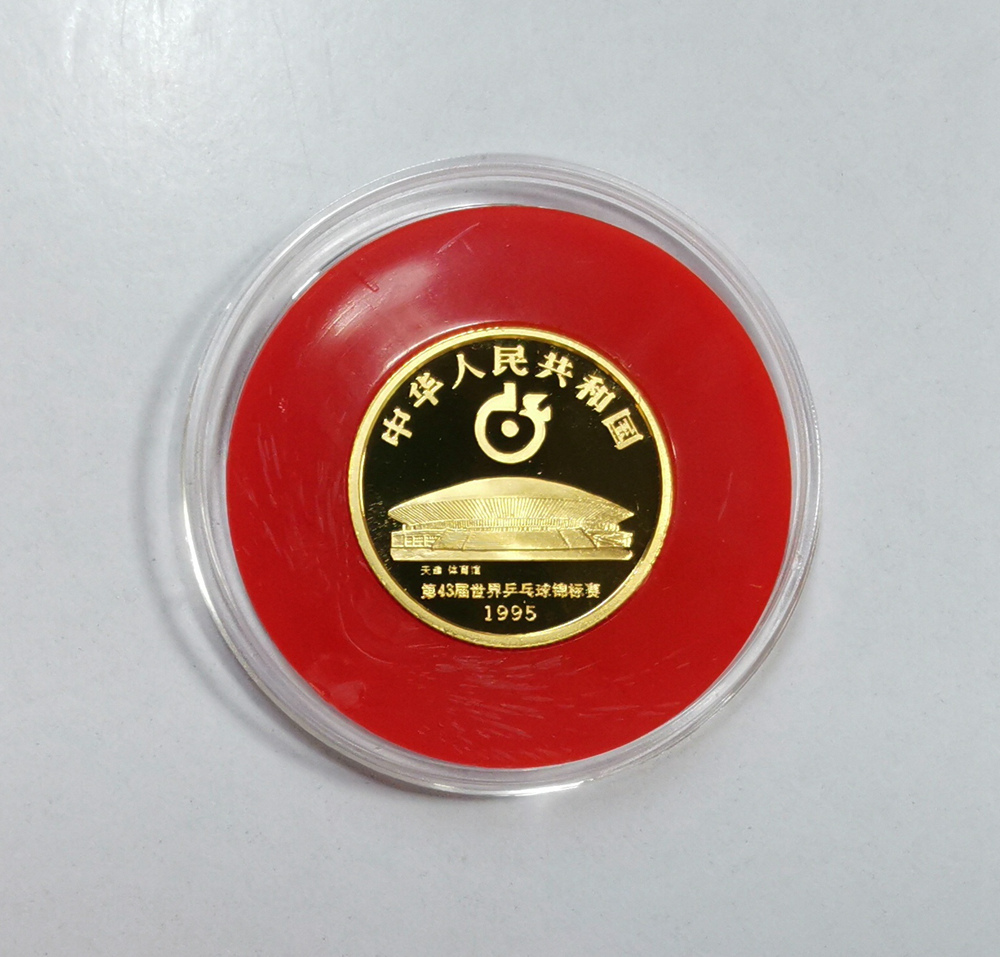 中华人民共和国
天津 体育馆
第43届世界乒乓球锦标赛
1995